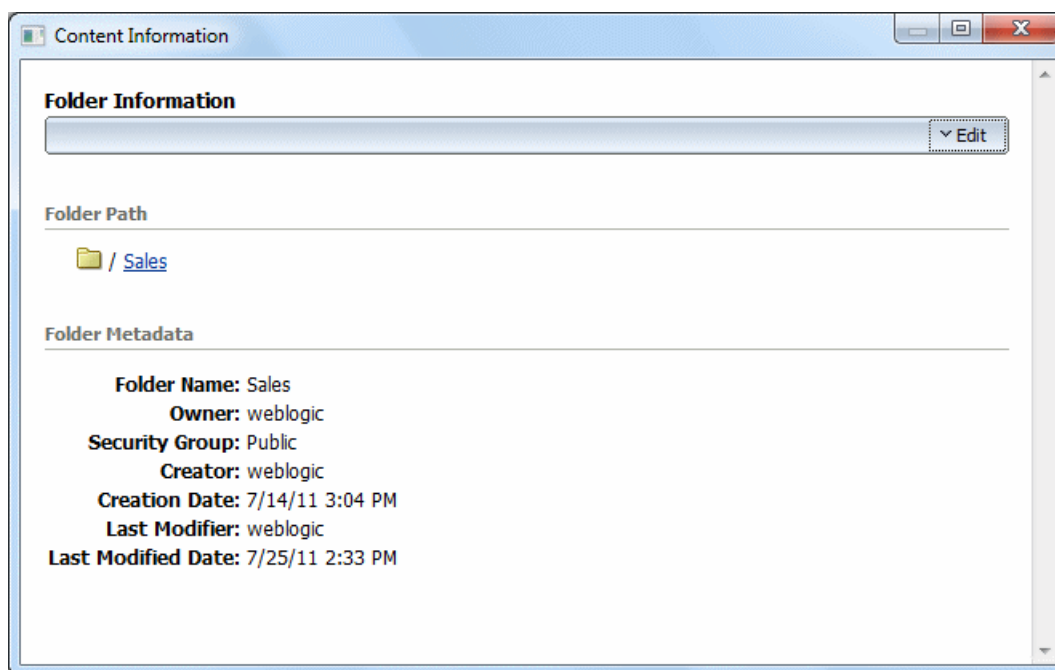 Content Information
Folder Information
Edit
Folder Path
/ Sales
Folder Metadata
Folder Name: Sales
Owner: weblogic
Security Group: Public
Creator: weblogic
Creation Date: 7/14/11 3:04 PM
Last Modifier: weblogic
Last Modified Date: 7/25/11 2:33 PM